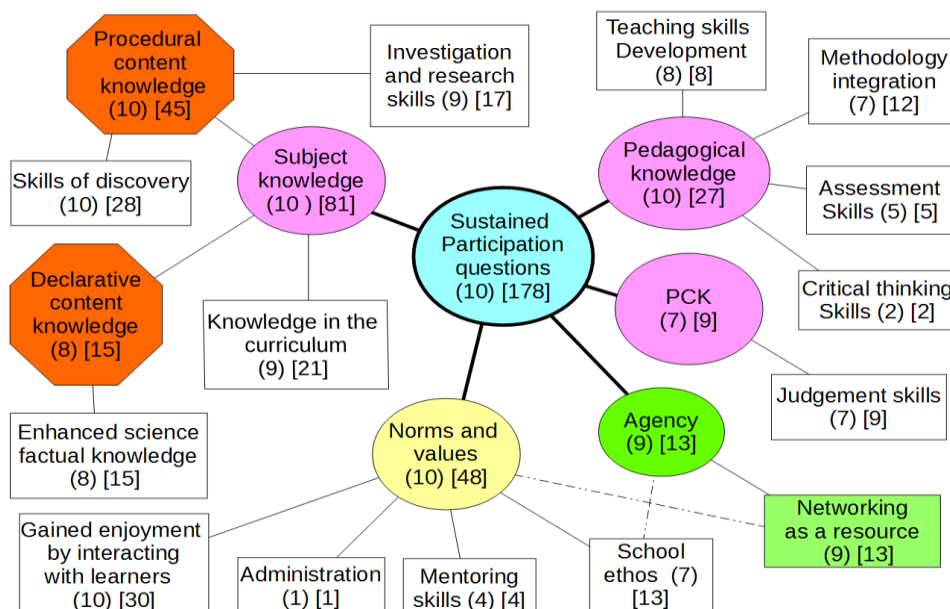 Procedural
content
knowledge
(10) [45]
Investigation
and research
skills (9) [17]
Teaching skills
Development
(8) [8]
Methodology
integration
(7) [12]
Skills of discovery
(10) [28]
Subject
knowledge
(10 ) [81]
Pedagogical
knowledge
(10) [27]
Assessment
Skills (5) [5]
Sustained
Participation
questions
(10) [178]
Declarative
content
knowledge
(8) [15]
Knowledge in the
curriculum
(9) [21]
PCK
(7) [9]
Critical thinking
Skills (2) [2]
Judgement skills
(7) [9]
Enhanced science
factual knowledge
(8) [15]
Norms and
values
(10) [48]
Agency
(9) [13]
Networking
as a resource
(9) [13]
Gained enjoyment
by interacting
with learners
(10) [30]
Administration
(1) [1]
Mentoring
skills (4) [4]
School
ethos (7)
[13]